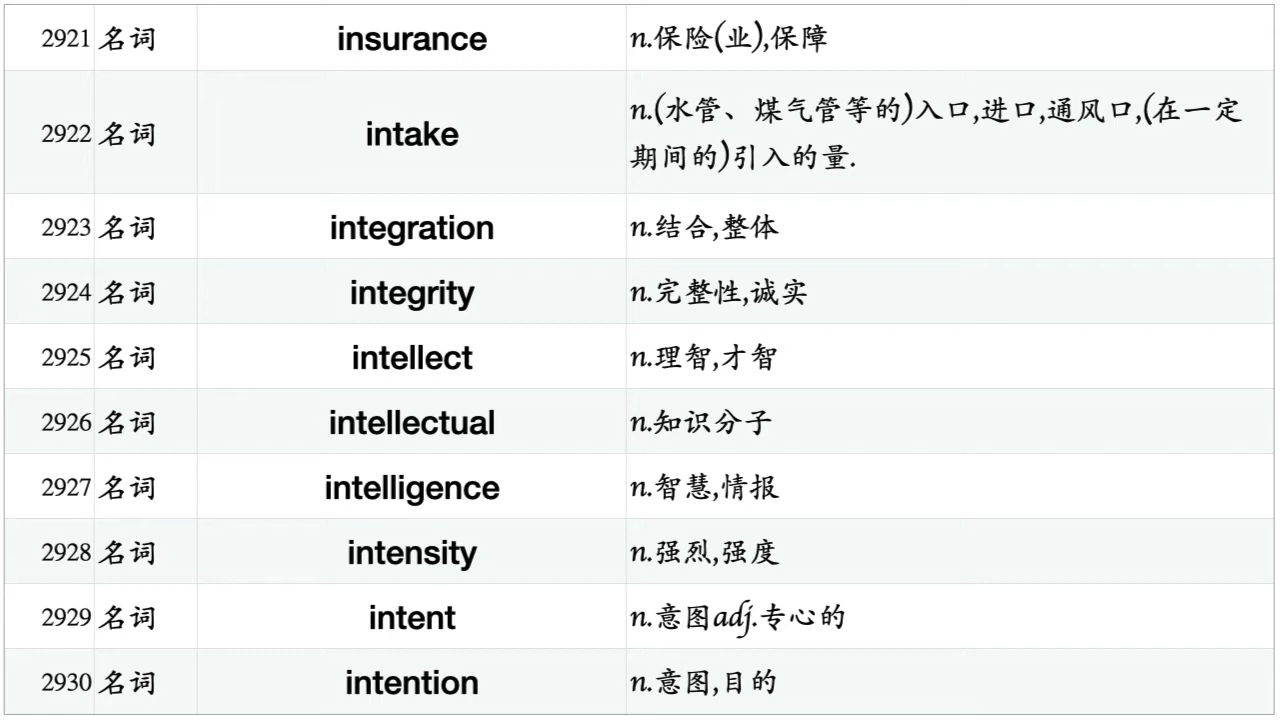 2921 名词 insurance n.保险(业),保障
2922 名词 intake n.(水管、煤气管等的)入口,进口,通风口,(在一定
期间的)引入的量.
2923 名词 integration n.结合,整体
2924 名词 integrity n.完整性,诚实
2925 名词 intellect n.理智,才智
2926 名词 intellectual n.知识分子
2927 名词 intelligence n.智慧,情报
2928 名词 intensity n.强烈,强度
2929 名词 intent n.意图adj.专心的
2930 名词 intention n.意图,目的